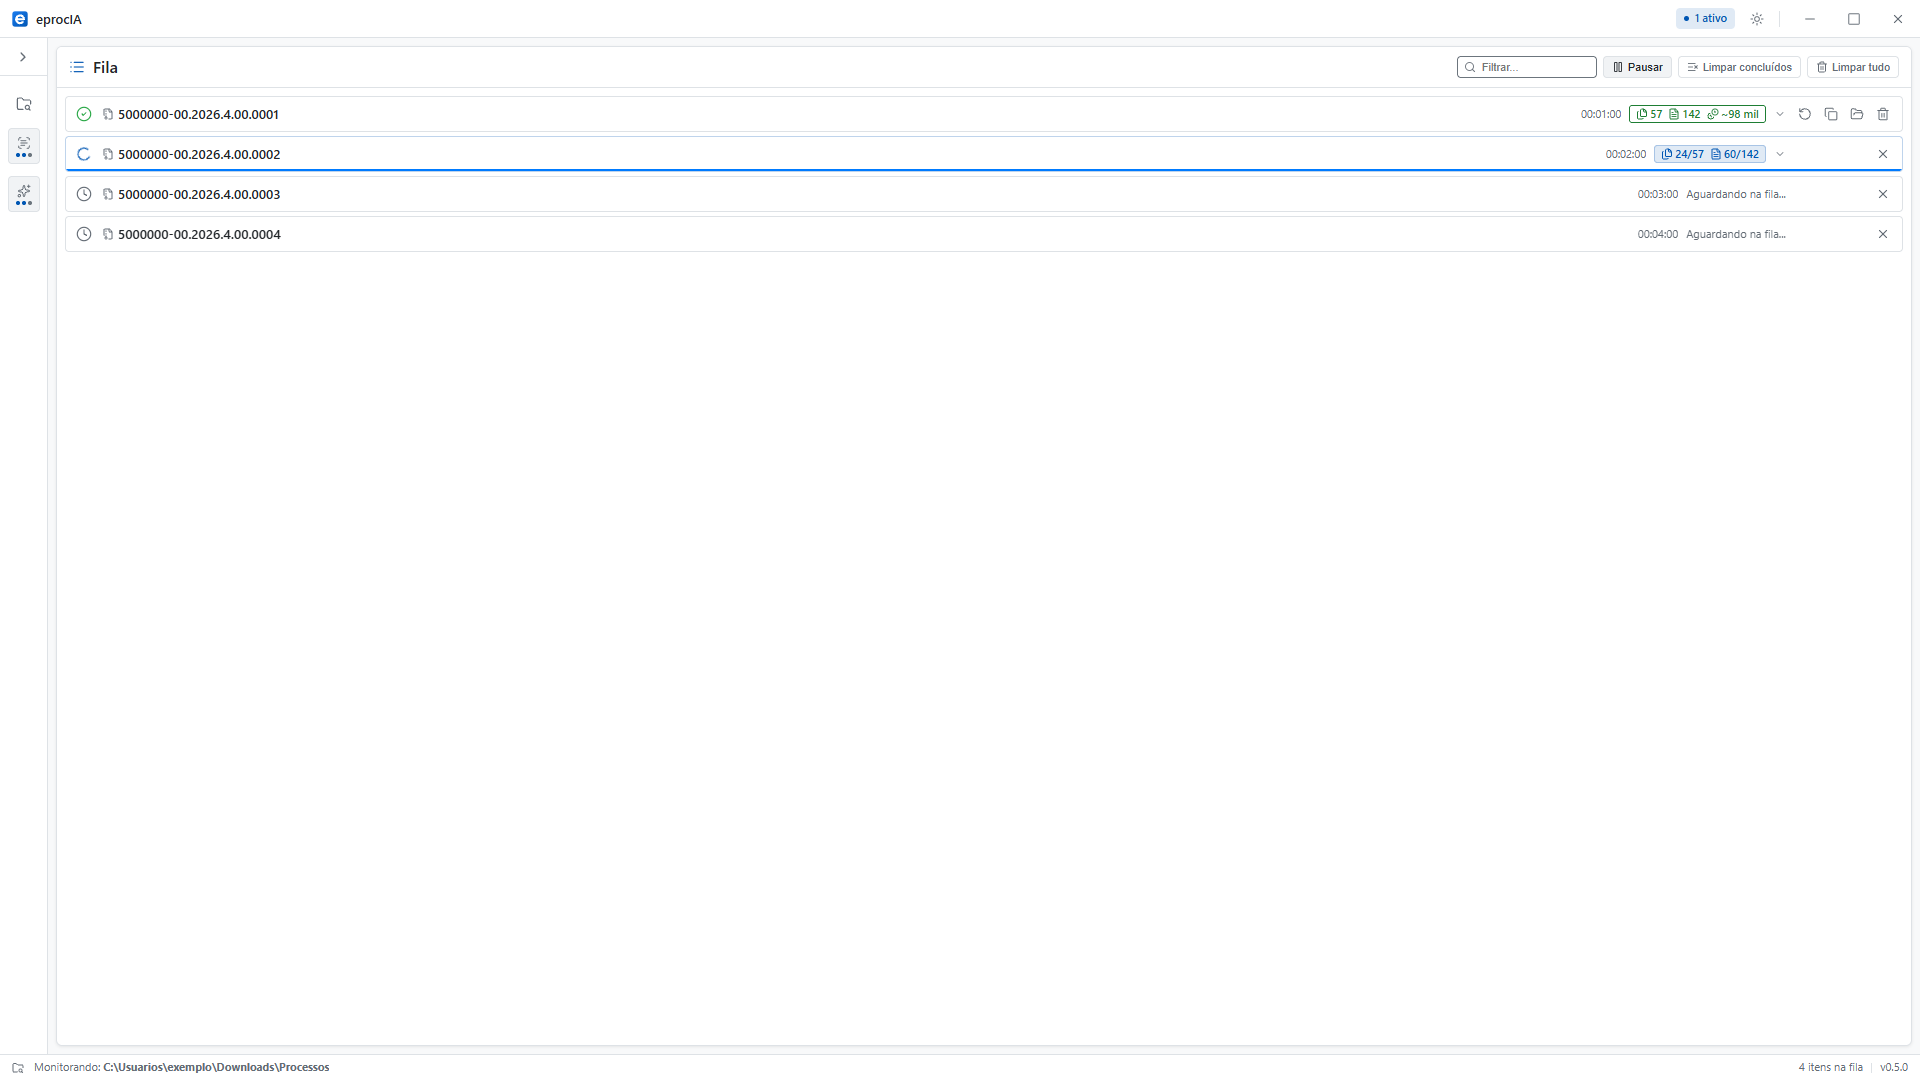 eprocIA
1 ativo
Fila
Filtrar...
Pausar
Limpar concluídos
Limpar tudo
5000000-00.2026.4.00.0001
00:01:00 57 142 ~98 mil
5000000-00.2026.4.00.0002
00:02:00 24/57 60/142
5000000-00.2026.4.00.0003
00:03:00 Aguardando na fila...
5000000-00.2026.4.00.0004
00:04:00 Aguardando na fila...
Monitorando: C:\Usuarios\exemplo\Downloads\Processos
4 itens na fila
v0.5.0